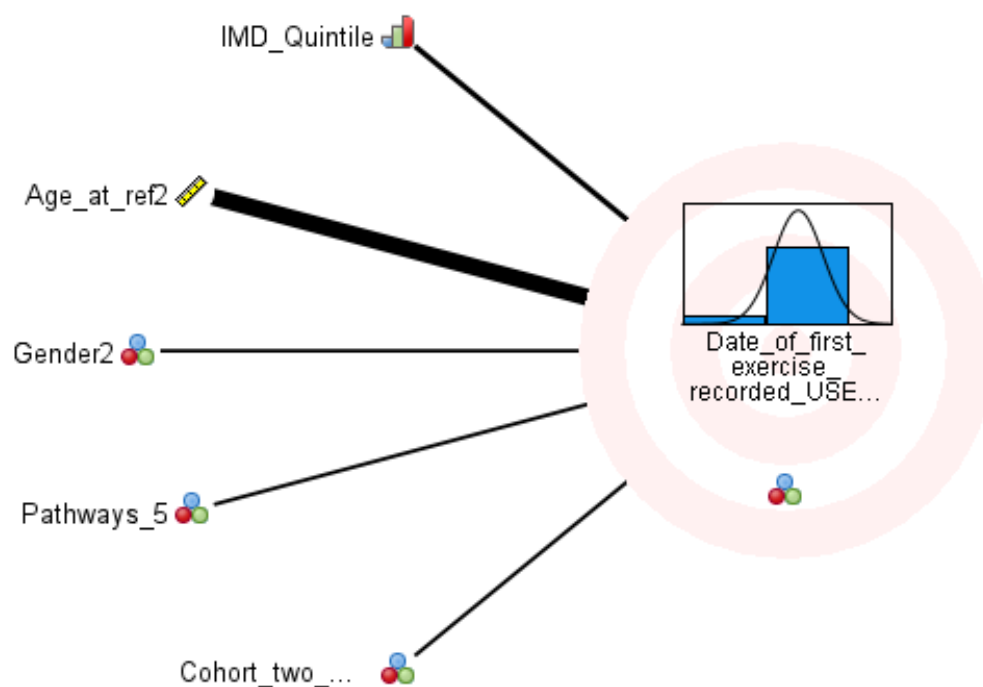 IMD_Quintile
Age_at_ref2
Gender2
Pathways_5
Cohort_two_...
Date_of_first_
exercise_
recorded_USE...